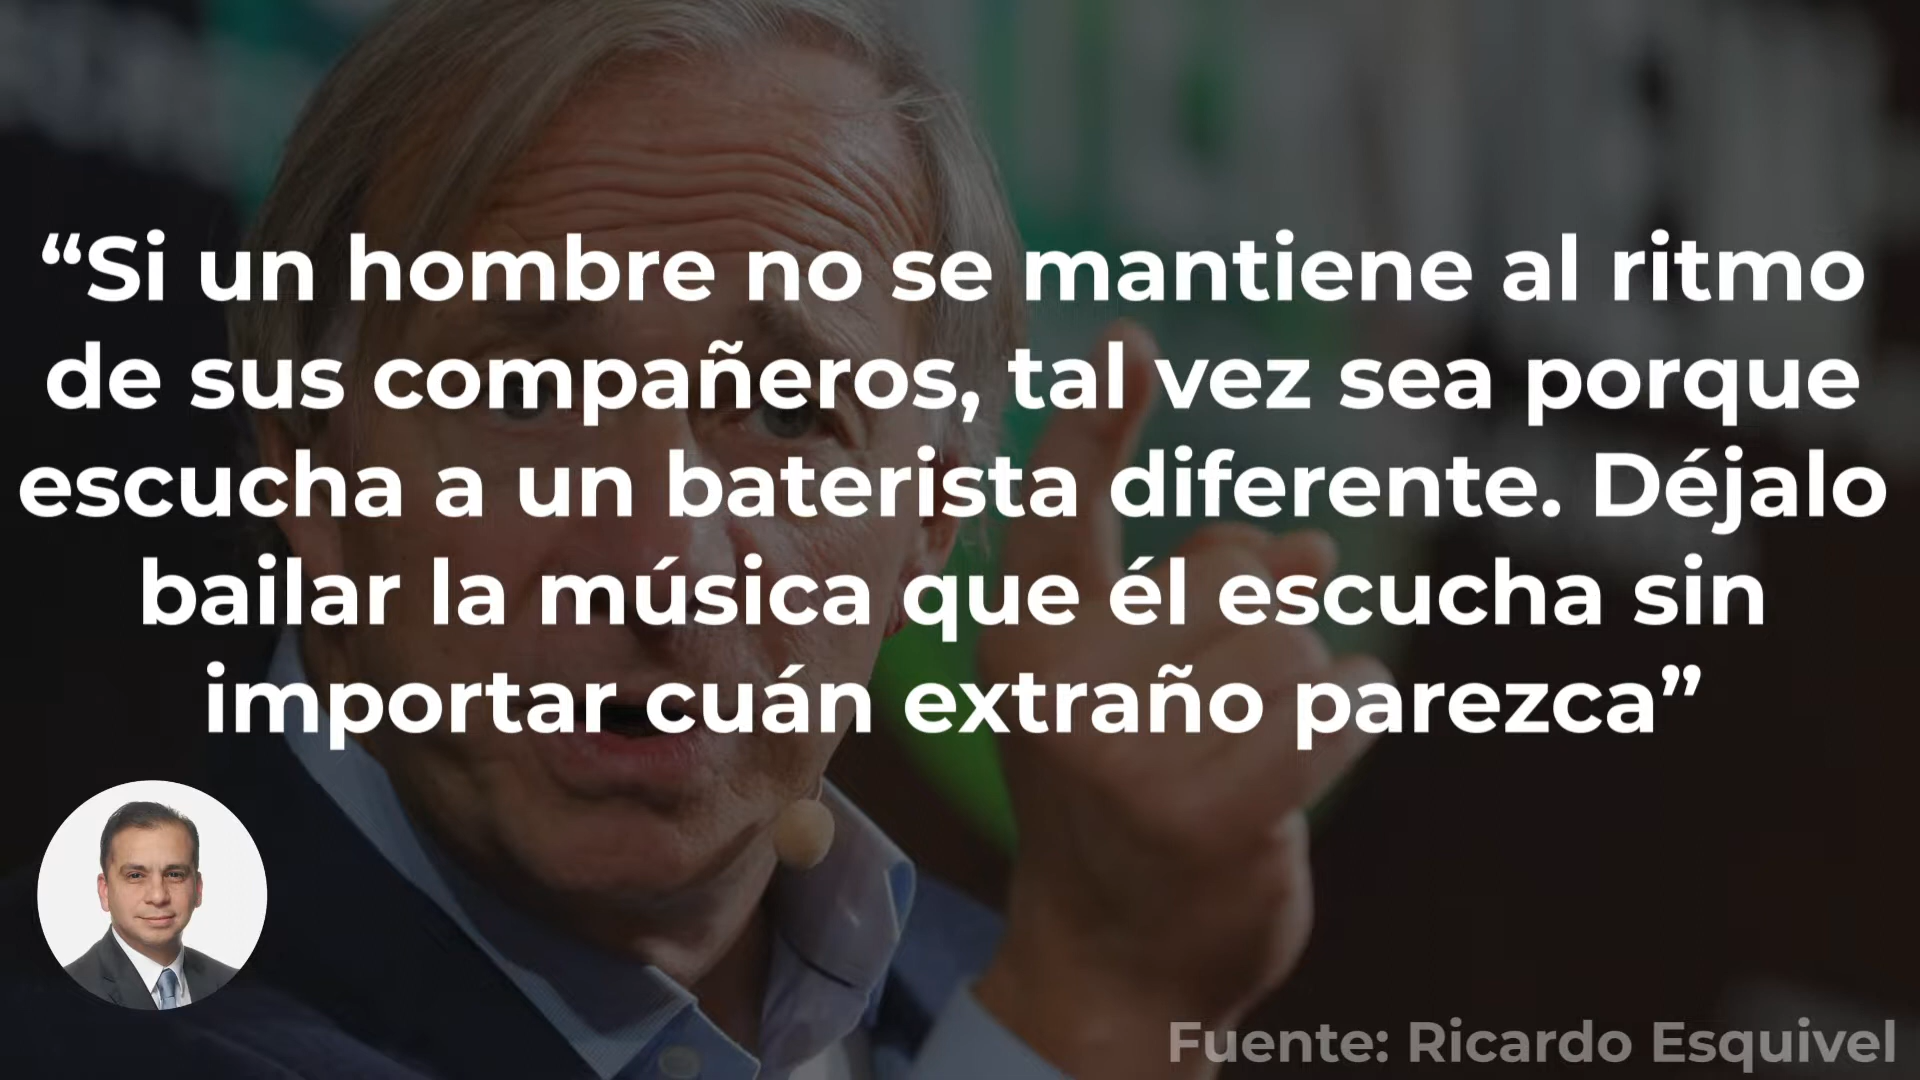 “Si un hombre no se mantiene al ritmo
de sus compañeros, tal vez sea porque
escucha a un baterista diferente. Déjalo
bailar la música que él escucha sin
importar cuán extraño parezca”
Fuente: Ricardo Esquivel